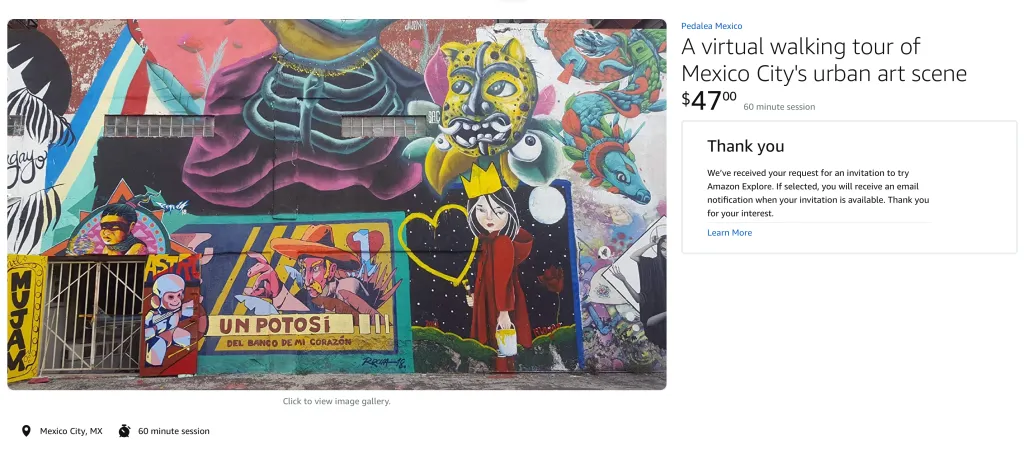 Pedalea Mexico
A virtual walking tour of
Mexico City's urban art scene
$47⁰⁰
60 minute session
Thank you
We've received your request for an invitation to try
Amazon Explore. If selected, you will receive an email
notification when your invitation is available. Thank you
for your interest.
Learn More
gayo
MUJAM
ASTRO
UN POTOSÍ
DEL BANCO DE MI CORAZÓN
Click to view image gallery.
Mexico City, MX
60 minute session